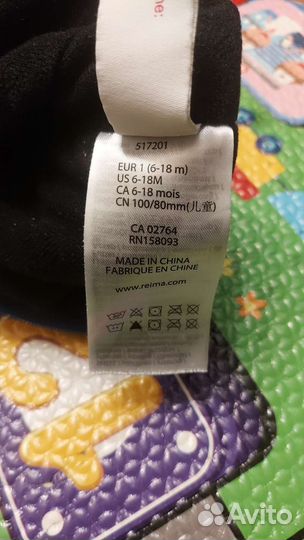 me:
517201
EUR 1 (6-18 m)
US 6-18M
CA 6-18 mois
CN 100/80mm(儿童)
CA 02764
RN158093
MADE IN CHINA
FABRIQUE EN CHINE
www.reima.com
Avito